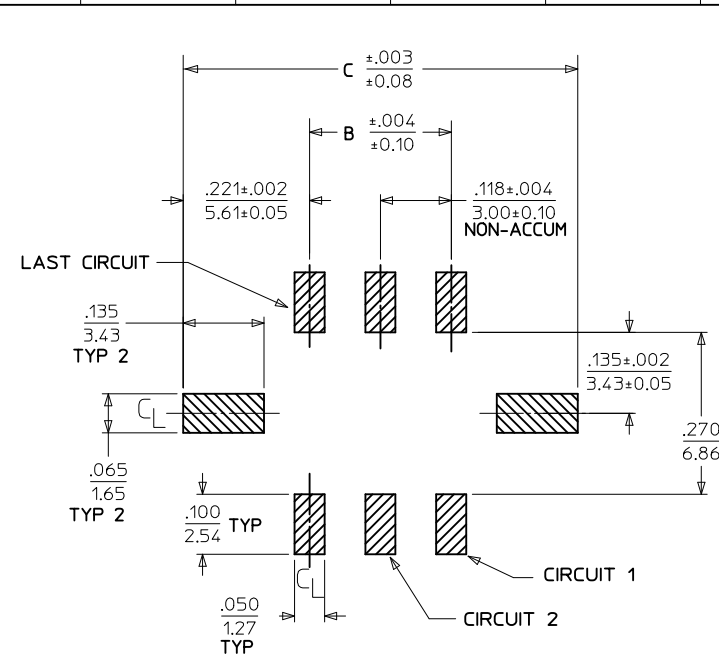 C ±.003
±0.08
B ±.004
±0.10
.221±.002
5.61±0.05
.118±.004
3.00±0.10
NON-ACCUM
LAST CIRCUIT
.135
3.43
TYP 2
.135±.002
3.43±0.05
CL
.270
6.86
.065
1.65
TYP 2
.100
2.54 TYP
CL
CIRCUIT 1
.050
1.27
TYP
CIRCUIT 2